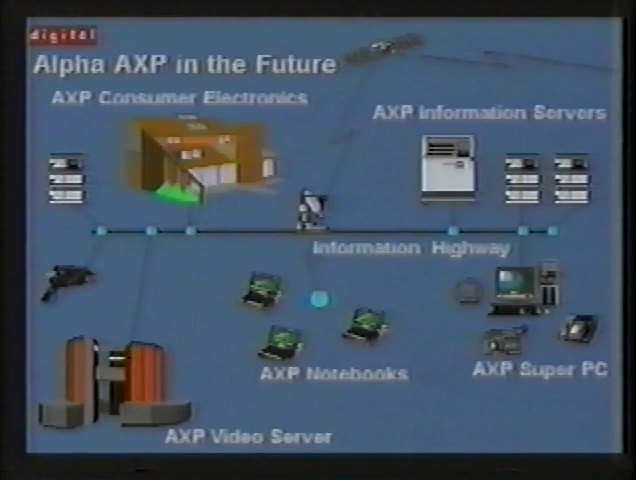 digital
Alpha AXP in the Future
AXP Consumer Electronics
AXP Information Servers
Information Highway
AXP Notebooks
AXP Super PC
AXP Video Server